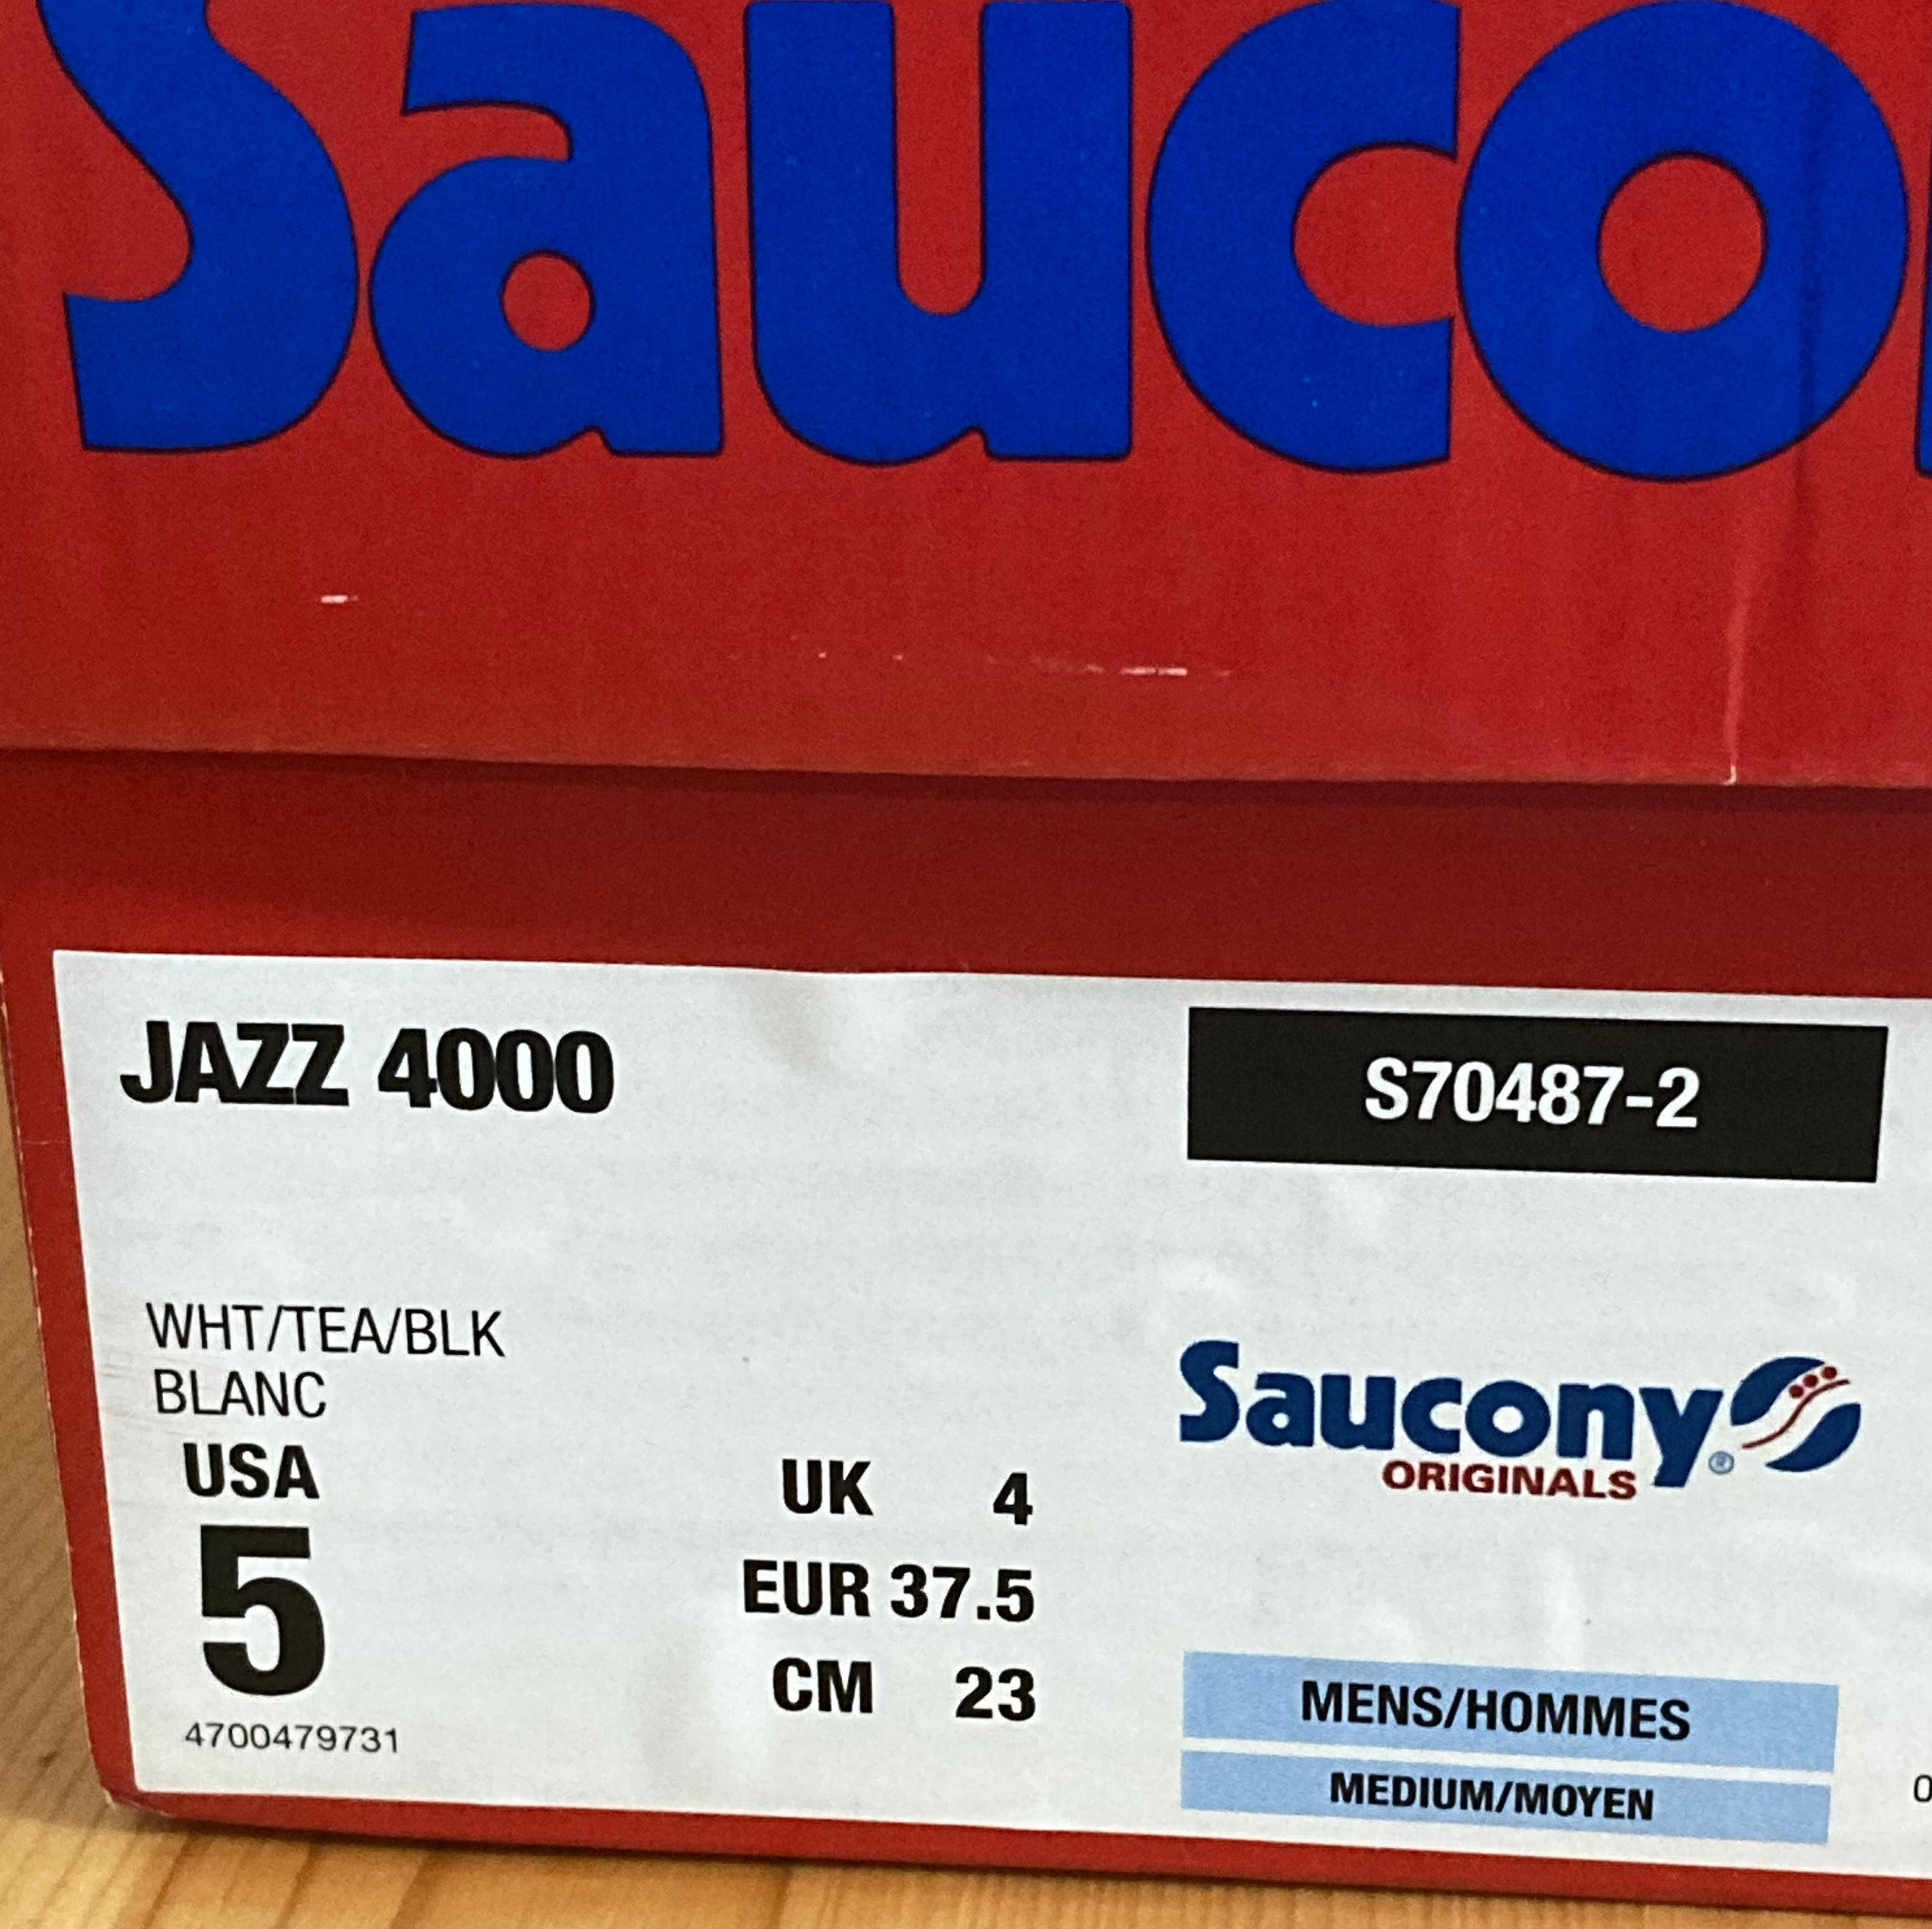 Saucon
JAZZ 4000
S70487-2
WHT/TEA/BLK
BLANC
USA
5
4700479731
UK 4
EUR 37.5
CM 23
Saucony®
ORIGINALS
MENS/HOMMES
MEDIUM/MOYEN